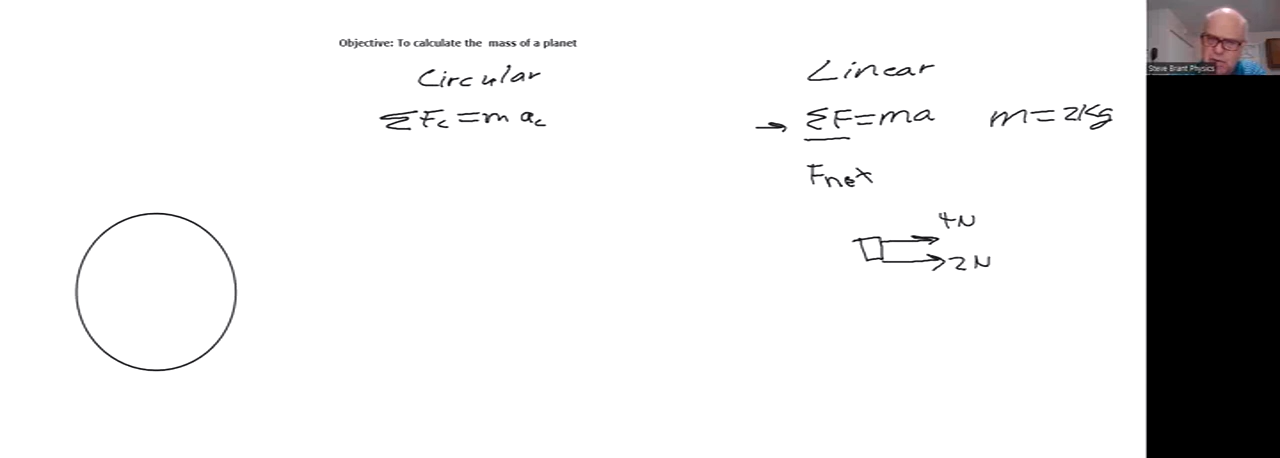 Objective: To calculate the mass of a planet
Circular
ΣFc = m ac
Linear
→ ΣF = ma m = 2Kg
Fnet
4N
2N
Steve Brant Physics